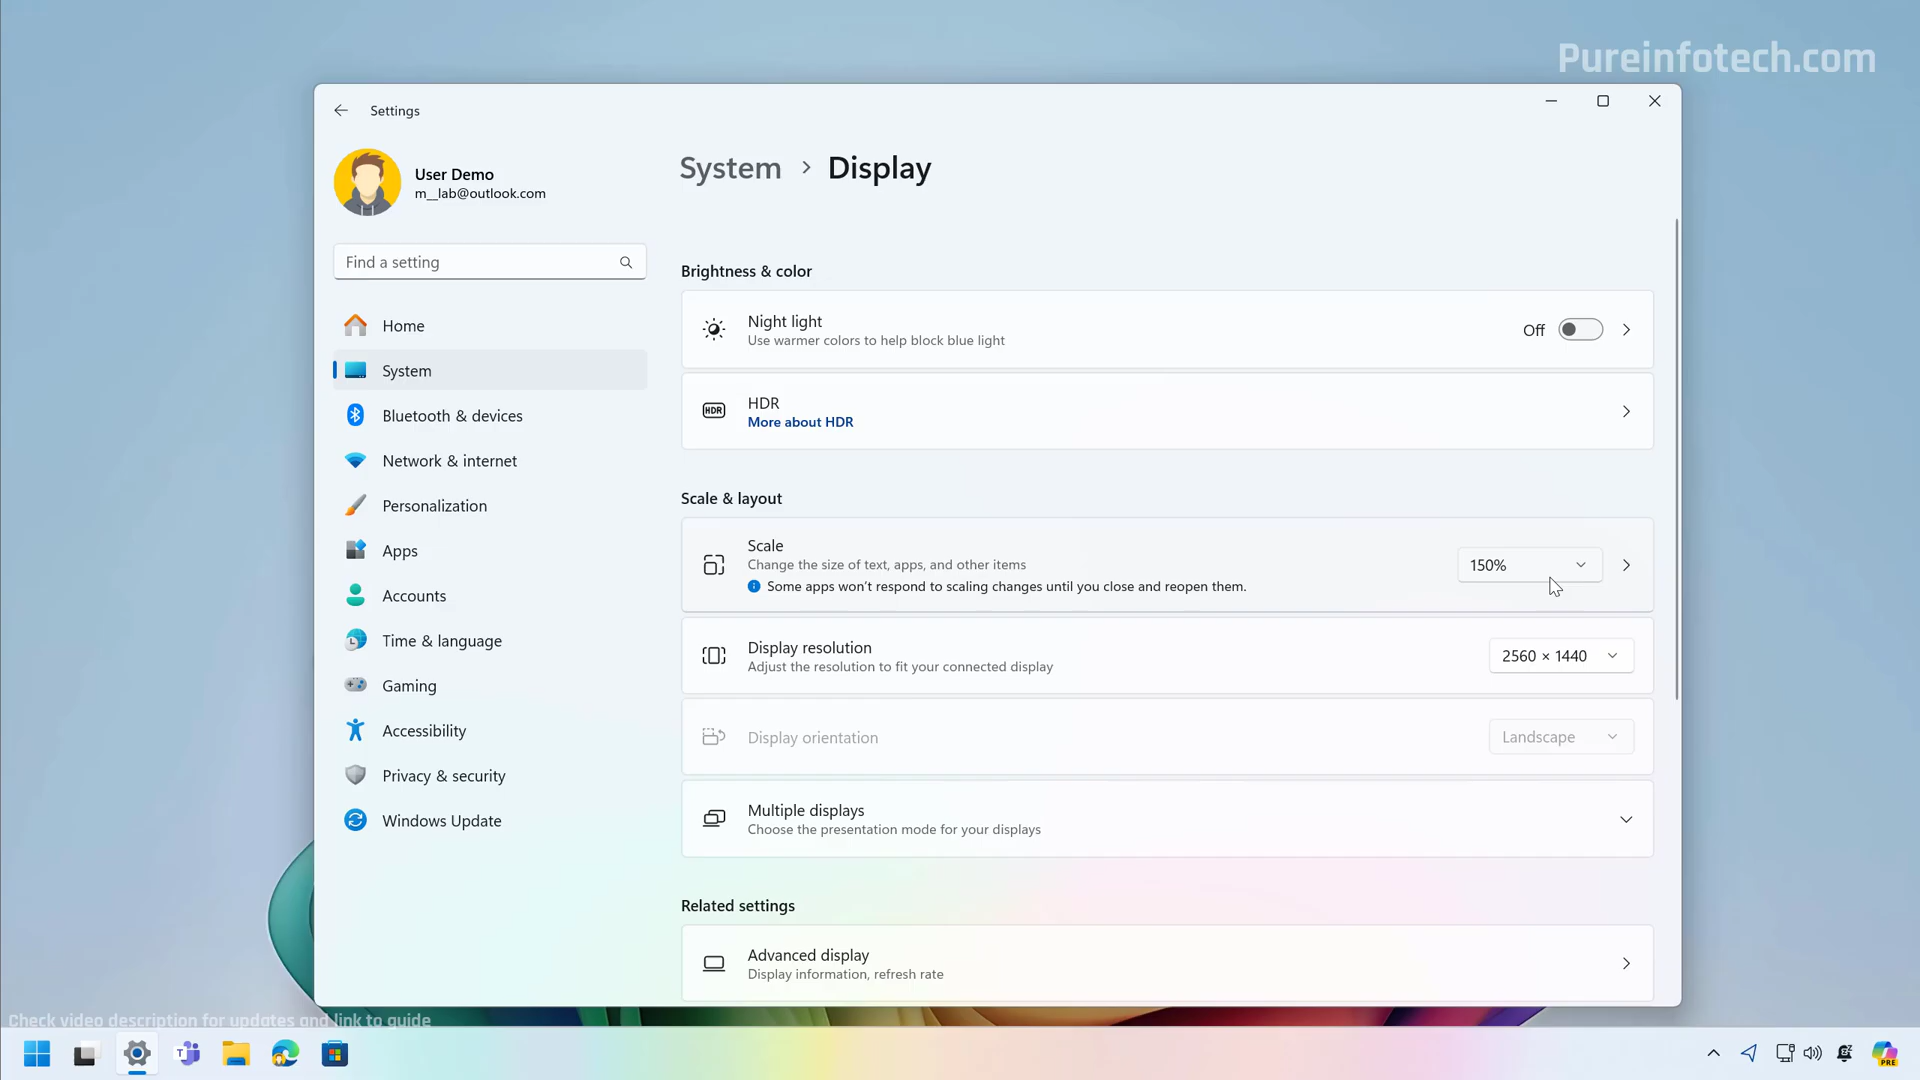 Pureinfotech.com
Settings
User Demo
m__lab@outlook.com
Find a setting
Home
System
Bluetooth & devices
Network & internet
Personalization
Apps
Accounts
Time & language
Gaming
Accessibility
Privacy & security
Windows Update
System > Display
Brightness & color
Night light
Use warmer colors to help block blue light
Off
HDR
HDR
More about HDR
Scale & layout
Scale
Change the size of text, apps, and other items
Some apps won't respond to scaling changes until you close and reopen them.
150%
Display resolution
Adjust the resolution to fit your connected display
2560 × 1440
Display orientation
Landscape
Multiple displays
Choose the presentation mode for your displays
Related settings
Advanced display
Display information, refresh rate
Check video description for updates and link to guide
PRE